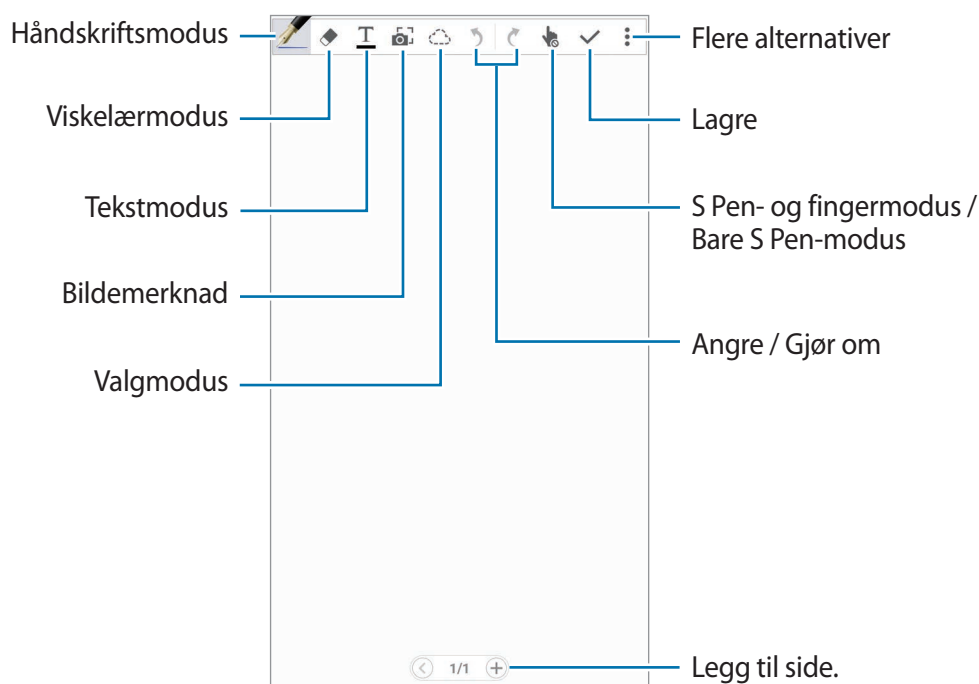 Håndskriftsmodus
Viskelærmodus
Tekstmodus
Bildemerknad
Valgmodus
T
Flere alternativer
Lagre
S Pen- og fingermodus /
Bare S Pen-modus
Angre / Gjør om
1/1
Legg til side.